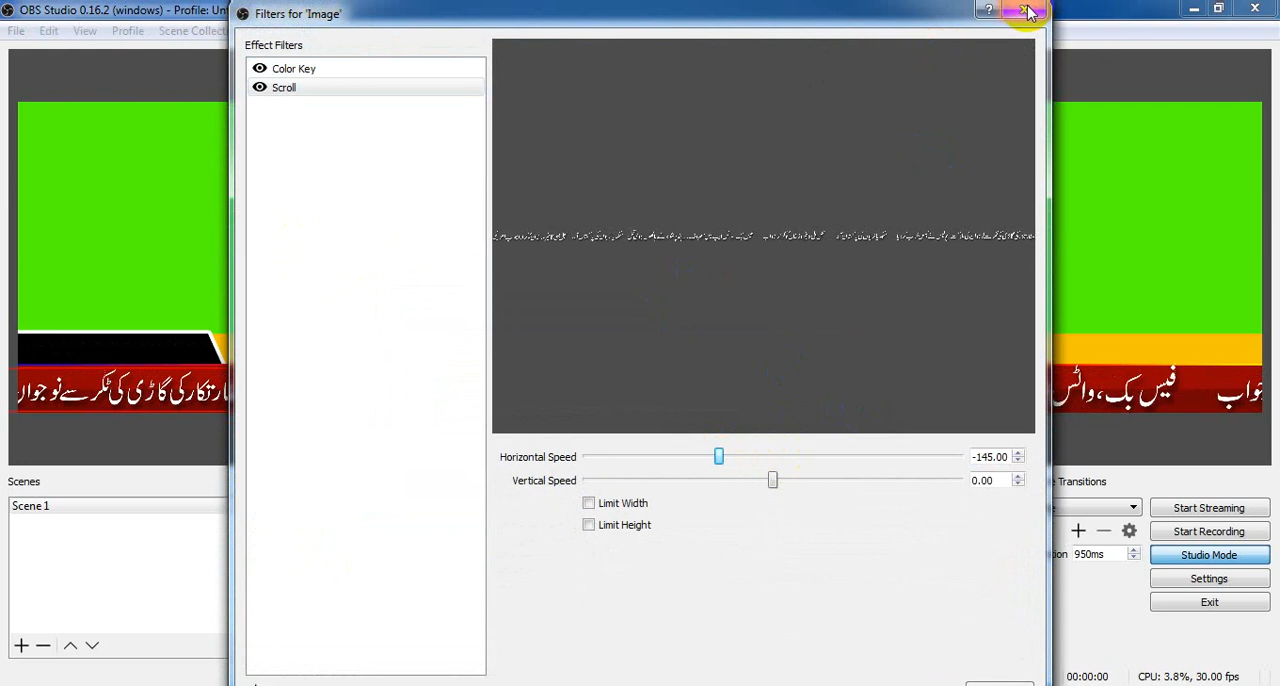 OBS Studio 0.16.2 (windows) - Profile: Unt
Filters for 'Image'
File Edit View Profile Scene Collecti
Effect Filters
Color Key
Scroll
کی گاڑی کی ٹکر سے نوجوان
فیس بک، واٹس
جواب
Horizontal Speed -145.00
Vertical Speed 0.00
Limit Width
Limit Height
Scenes
Scene 1
Transitions
950ms
Start Streaming
Start Recording
Studio Mode
Settings
Exit
00:00:00 CPU: 3.8%, 30.00 fps